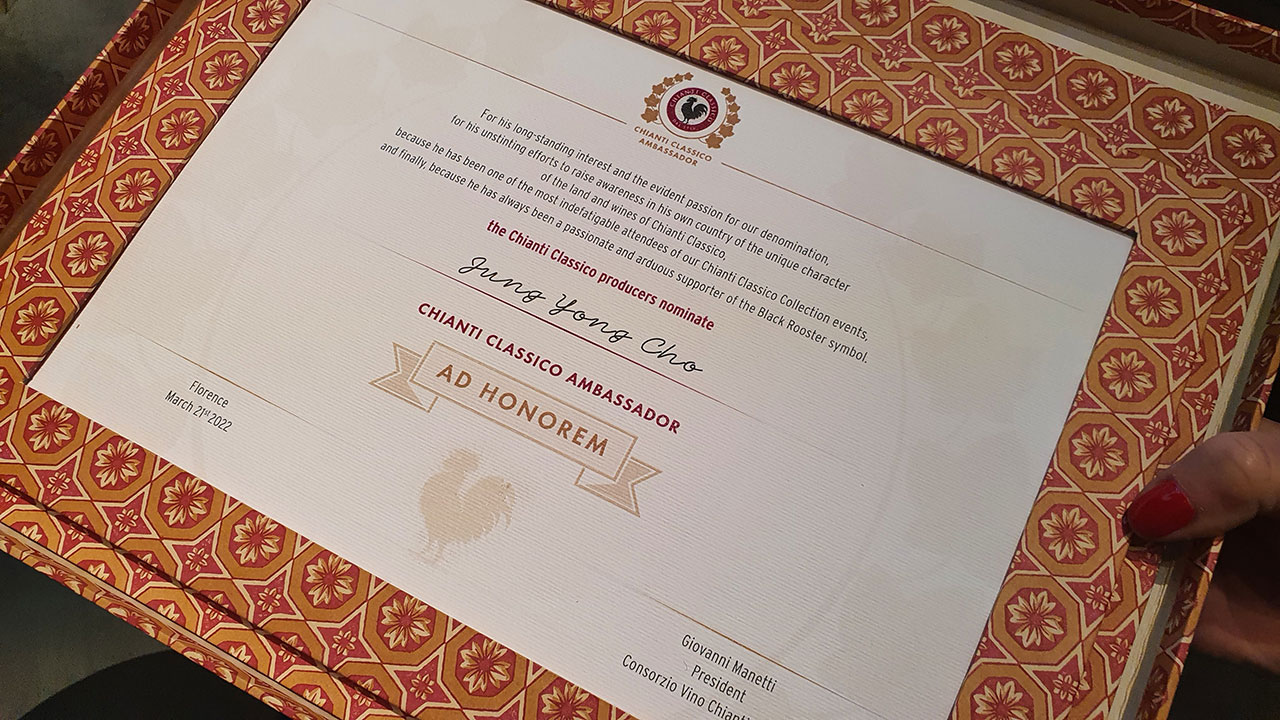 CHIANTI CLASSICO
CHIANTI CLASSICO
AMBASSADOR
For his long-standing interest and the evident passion for our denomination,
for his unstinting efforts to raise awareness in his own country of the unique character
of the land and wines of Chianti Classico,
because he has been one of the most indefatigable attendees of our Chianti Classico Collection events,
and finally, because he has always been a passionate and arduous supporter of the Black Rooster symbol.
the Chianti Classico producers nominate
Jung Yong Cho
CHIANTI CLASSICO AMBASSADOR
AD HONOREM
Florence
March 21st 2022
Giovanni Manetti
President
Consorzio Vino Chianti